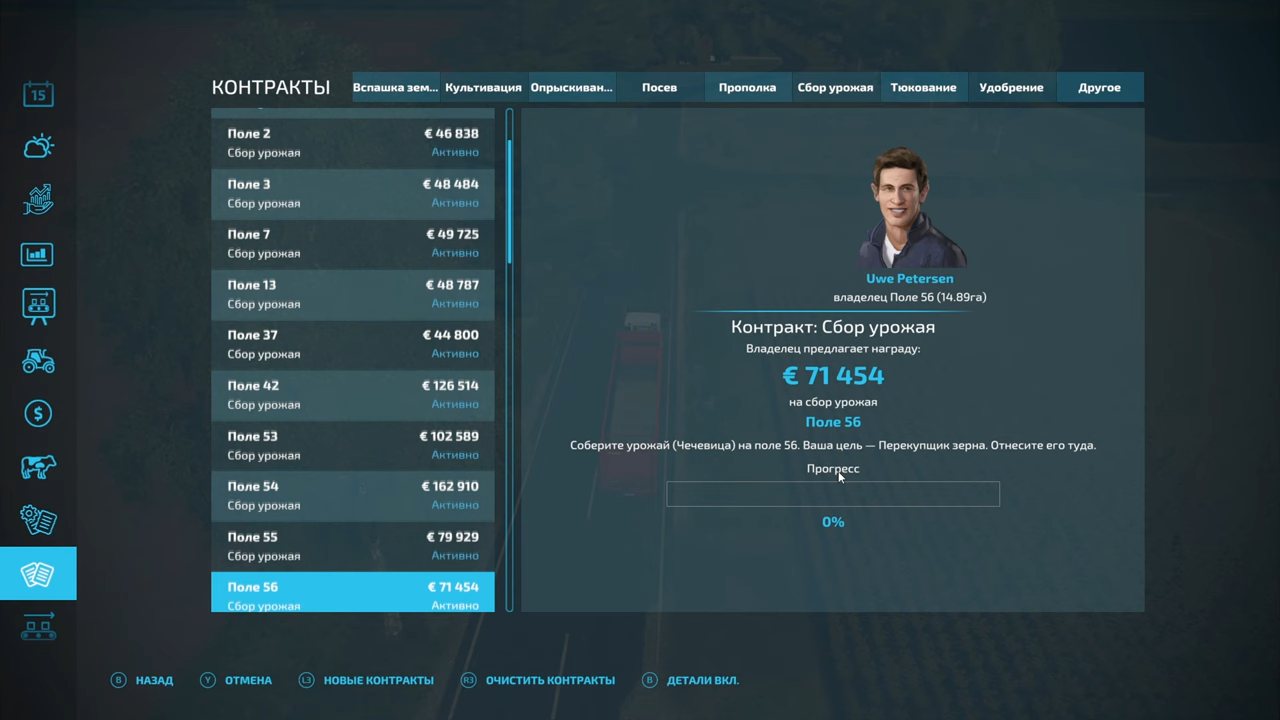 15
КОНТРАКТЫ
Вспашка зем...
Культивация
Опрыскиван...
Посев
Прополка
Сбор урожая
Тюкование
Удобрение
Другое
Поле 2 € 46 838
Сбор урожая Активно
Поле 3 € 48 484
Сбор урожая Активно
Поле 7 € 49 725
Сбор урожая Активно
Поле 13 € 48 787
Сбор урожая Активно
Поле 37 € 44 800
Сбор урожая Активно
Поле 42 € 126 514
Сбор урожая Активно
Поле 53 € 102 589
Сбор урожая Активно
Поле 54 € 162 910
Сбор урожая Активно
Поле 55 € 79 929
Сбор урожая Активно
Поле 56 € 71 454
Сбор урожая Активно
Uwe Petersen
владелец Поле 56 (14.89га)
Контракт: Сбор урожая
Владелец предлагает награду:
€ 71 454
на сбор урожая
Поле 56
Соберите урожай (Чечевица) на поле 56. Ваша цель — Перекупщик зерна. Отнесите его туда.
Прогресс
0%
B НАЗАД
Y ОТМЕНА
L3 НОВЫЕ КОНТРАКТЫ
R3 ОЧИСТИТЬ КОНТРАКТЫ
B ДЕТАЛИ ВКЛ.